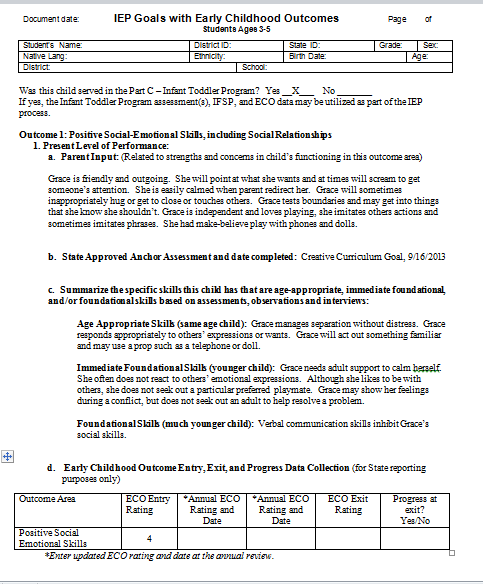 Document date: IEP Goals with Early Childhood Outcomes Page of
Students Ages 3-5
Student's Name: District ID: State ID: Grade: Sex:
Native Lang: Ethnicity: Birth Date: Age:
District: School:
Was this child served in the Part C – Infant Toddler Program? Yes __X__ No ______
If yes, the Infant Toddler Program assessment(s), IFSP, and ECO data may be utilized as part of the IEP
process.
Outcome 1: Positive Social-Emotional Skills, including Social Relationships
1. Present Level of Performance:
a. Parent Input: (Related to strengths and concerns in child's functioning in this outcome area)
Grace is friendly and outgoing. She will point at what she wants and at times will scream to get
someone's attention. She is easily calmed when parent redirect her. Grace will sometimes
inappropriately hug or get to close or touches others. Grace tests boundaries and may get into things
that she know she shouldn't. Grace is independent and loves playing, she imitates others actions and
sometimes imitates phrases. She had make-believe play with phones and dolls.
b. State Approved Anchor Assessment and date completed: Creative Curriculum Goal, 9/16/2013
c. Summarize the specific skills this child has that are age-appropriate, immediate foundational,
and/or foundational skills based on assessments, observations and interviews:
Age Appropriate Skills (same age child): Grace manages separation without distress. Grace
responds appropriately to others' expressions or wants. Grace will act out something familiar
and may use a prop such as a telephone or doll.
Immediate Foundational Skills (younger child): Grace needs adult support to calm herself.
She often does not react to others' emotional expressions. Although she likes to be with
others, she does not seek out a particular preferred playmate. Grace may show her feelings
during a conflict, but does not seek out an adult to help resolve a problem.
Foundational Skills (much younger child): Verbal communication skills inhibit Grace's
social skills.
d. Early Childhood Outcome Entry, Exit, and Progress Data Collection (for State reporting
purposes only)
Outcome Area ECO Entry *Annual ECO *Annual ECO ECO Exit Progress at
Rating Rating and Rating and Rating exit?
Date Date Yes/No
Positive Social
Emotional Skills 4
*Enter updated ECO rating and date at the annual review.